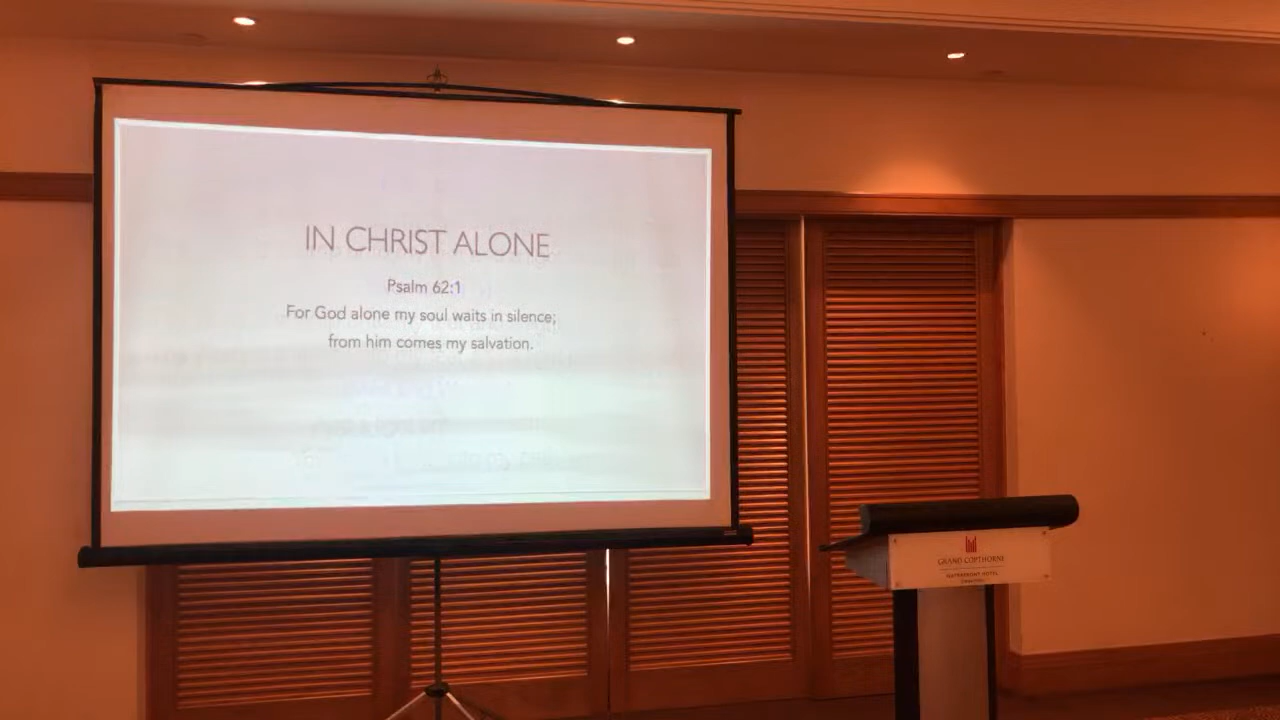 IN CHRIST ALONE
Psalm 62:1
For God alone my soul waits in silence;
from him comes my salvation.
GRAND COPTHORNE
WATERFRONT HOTEL